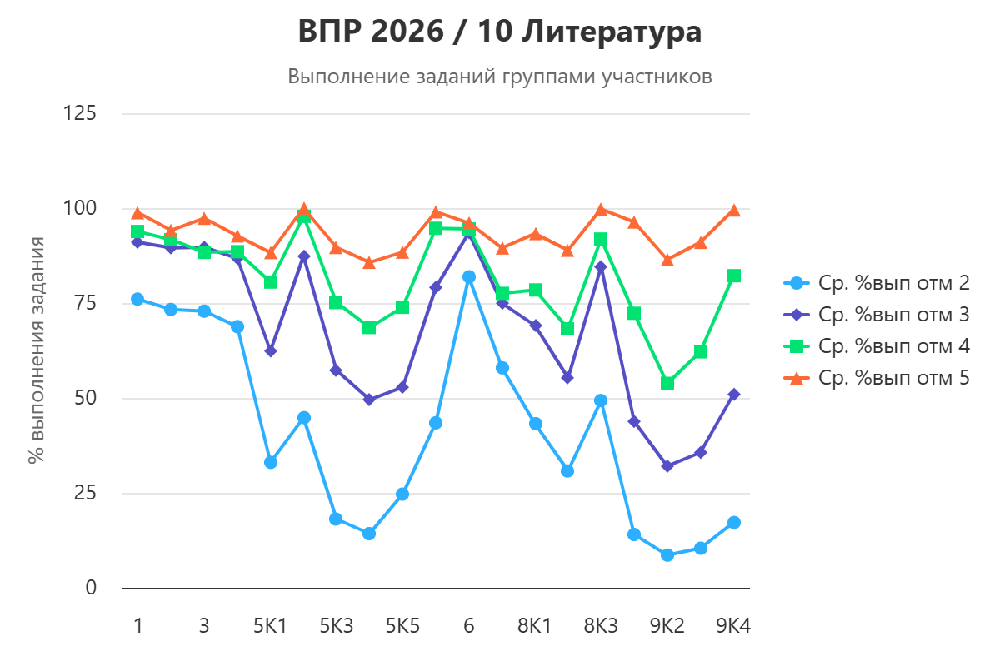 ВПР 2026 / 10 Литература
Выполнение заданий группами участников
% выполнения задания
125
100
75
50
25
0
1 3 5К1 5К3 5К5 6 8К1 8К3 9К2 9К4
Ср. %вып отм 2
Ср. %вып отм 3
Ср. %вып отм 4
Ср. %вып отм 5